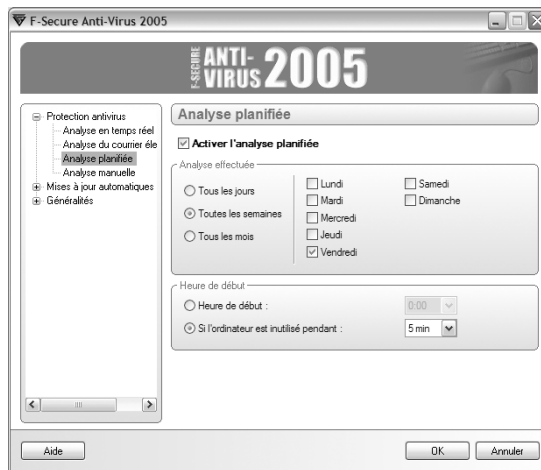 F-Secure Anti-Virus 2005
F-SECURE ANTI-VIRUS 2005
Protection antivirus
Analyse en temps réel
Analyse du courrier éle
Analyse planifiée
Analyse manuelle
Mises à jour automatiques
Généralités
Analyse planifiée
Activer l'analyse planifiée
Analyse effectuée
Tous les jours
Toutes les semaines
Tous les mois
Lundi
Mardi
Mercredi
Jeudi
Vendredi
Samedi
Dimanche
Heure de début
Heure de début :
0:00
Si l'ordinateur est inutilisé pendant :
5 min
Aide
OK
Annuler